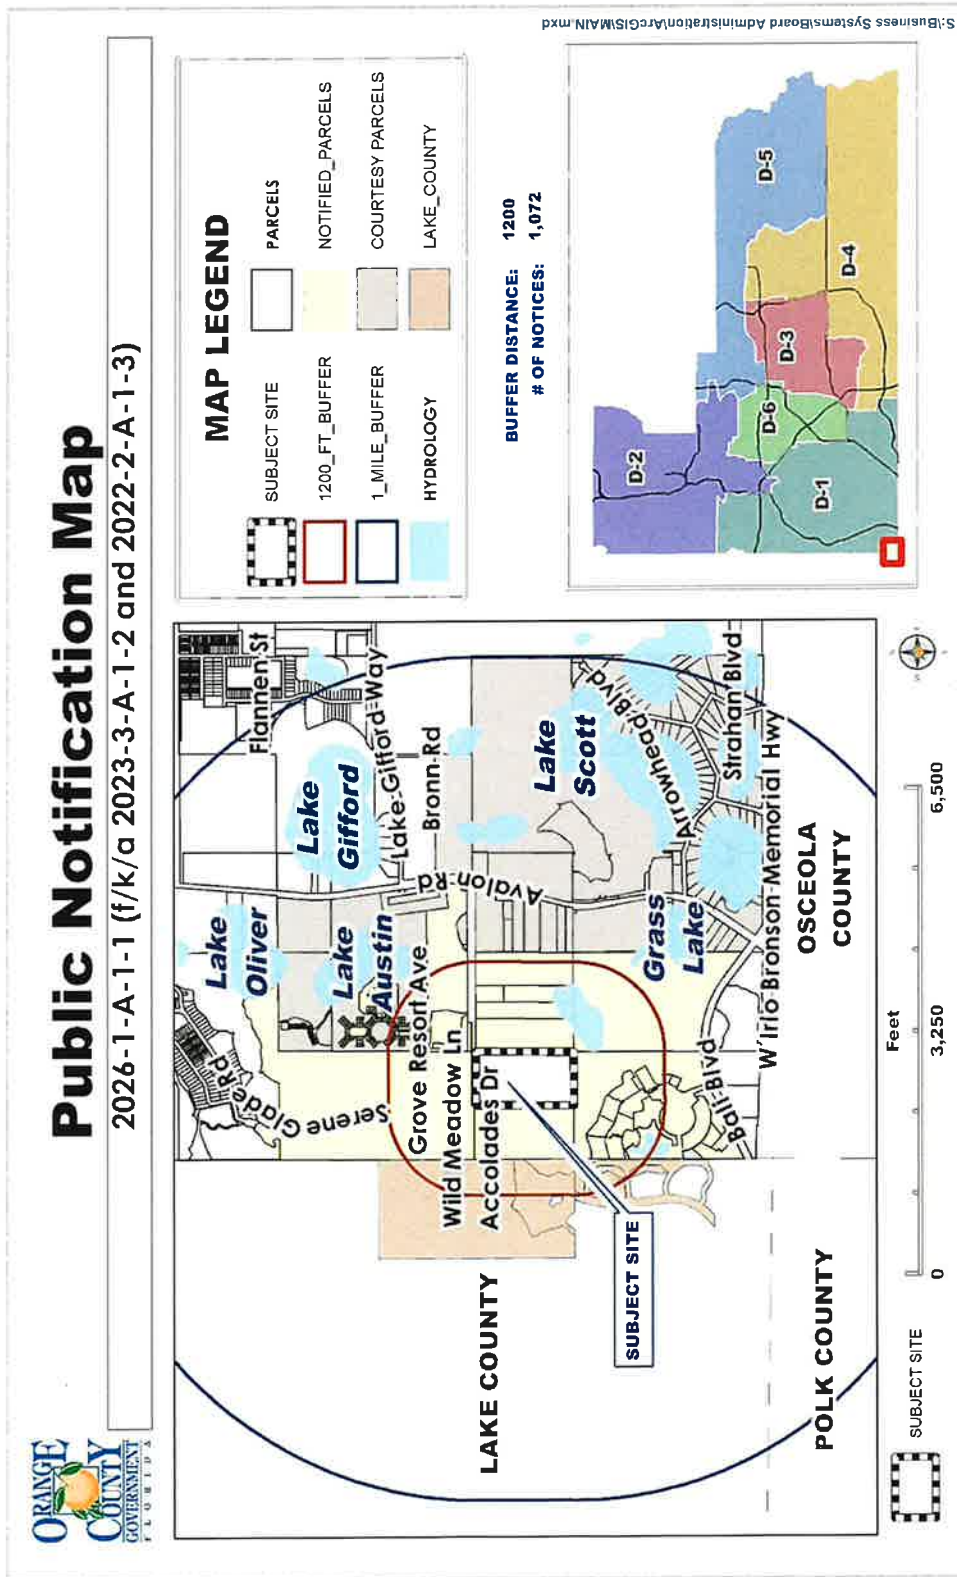 ORANGE
COUNTY
GOVERNMENT
FLORIDA
Public Notification Map
2026-1-A-1-1 (f/k/a 2023-3-A-1-2 and 2022-2-A-1-3)
Flannen St
Lake
Oliver
Lake
Gifford
Serene Glade Rd
Lake
Austin
Lake Gifford Way
Grove Resort Ave
Bronn Rd
Wild Meadow Ln
Avalon Rd
Accolades Dr
LAKE COUNTY
Lake
Scott
Arrowhead Blvd
Grass
Lake
SUBJECT SITE
Bali Blvd
Strahan Blvd
W Irlo Bronson Memorial Hwy
POLK COUNTY
OSCEOLA
COUNTY
SUBJECT SITE
Feet
0
3,250
6,500
MAP LEGEND
SUBJECT SITE
PARCELS
1200_FT_BUFFER
NOTIFIED_PARCELS
1_MILE_BUFFER
COURTESY PARCELS
HYDROLOGY
LAKE_COUNTY
BUFFER DISTANCE: 1200
# OF NOTICES: 1,072
D-2
D-5
D-6
D-3
D-4
D-1
S:\Business Systems\Board Administration\ArcGIS\MAIN.mxd